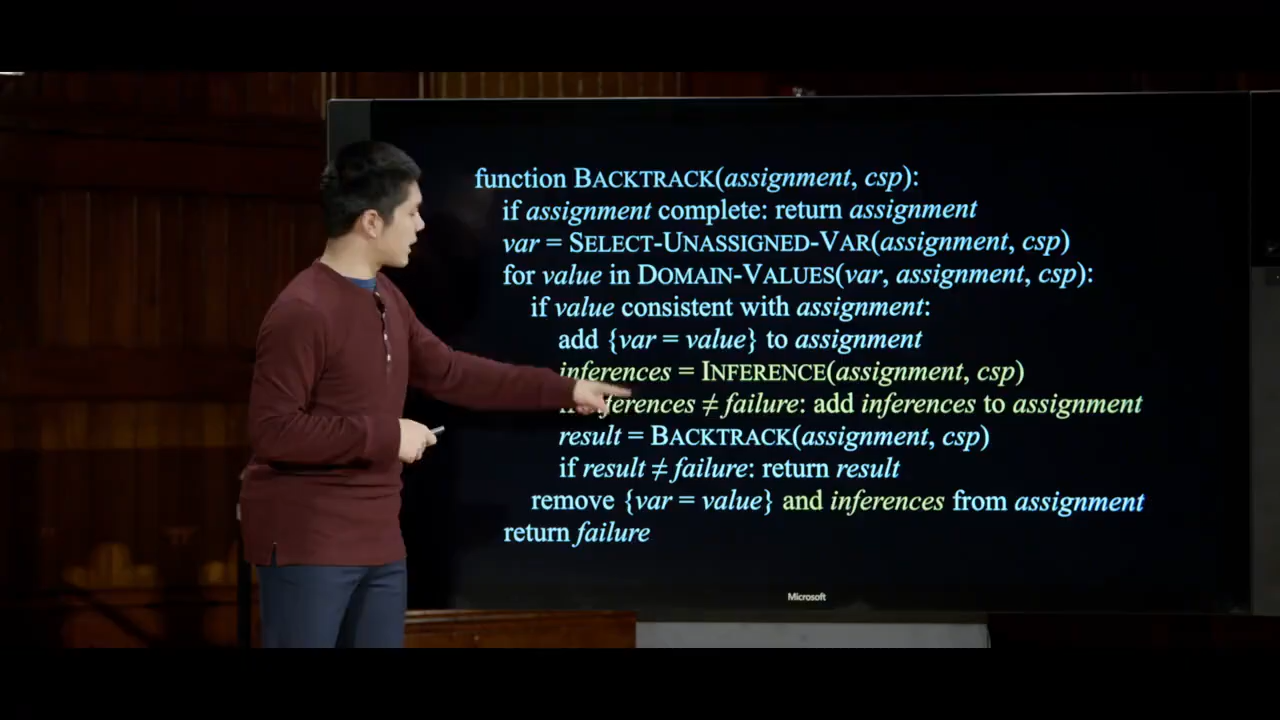 function BACKTRACK(assignment, csp):
if assignment complete: return assignment
var = SELECT-UNASSIGNED-VAR(assignment, csp)
for value in DOMAIN-VALUES(var, assignment, csp):
if value consistent with assignment:
add {var = value} to assignment
inferences = INFERENCE(assignment, csp)
≠ failure: add inferences to assignment
result = BACKTRACK(assignment, csp)
if result ≠ failure: return result
remove {var = value} and inferences from assignment
return failure
Microsoft